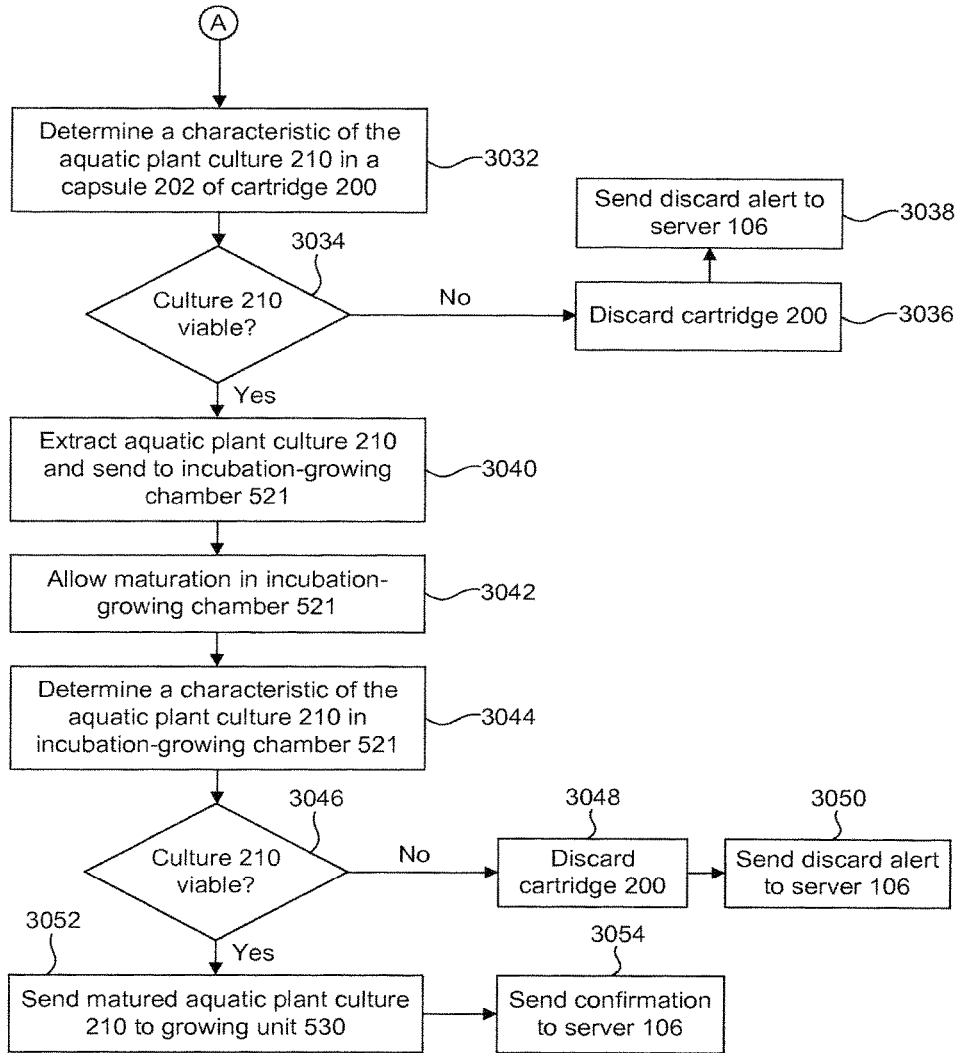 A
Determine a characteristic of the
aquatic plant culture 210 in a
capsule 202 of cartridge 200
3032
3034
Culture 210
viable?
No
Send discard alert to
server 106
3038
Discard cartridge 200
3036
Yes
Extract aquatic plant culture 210
and send to incubation-growing
chamber 521
3040
Allow maturation in incubation-
growing chamber 521
3042
Determine a characteristic of the
aquatic plant culture 210 in
incubation-growing chamber 521
3044
3046
Culture 210
viable?
No
3048
Discard
cartridge 200
3050
Send discard alert
to server 106
Yes
3052
Send matured aquatic plant culture
210 to growing unit 530
3054
Send confirmation
to server 106